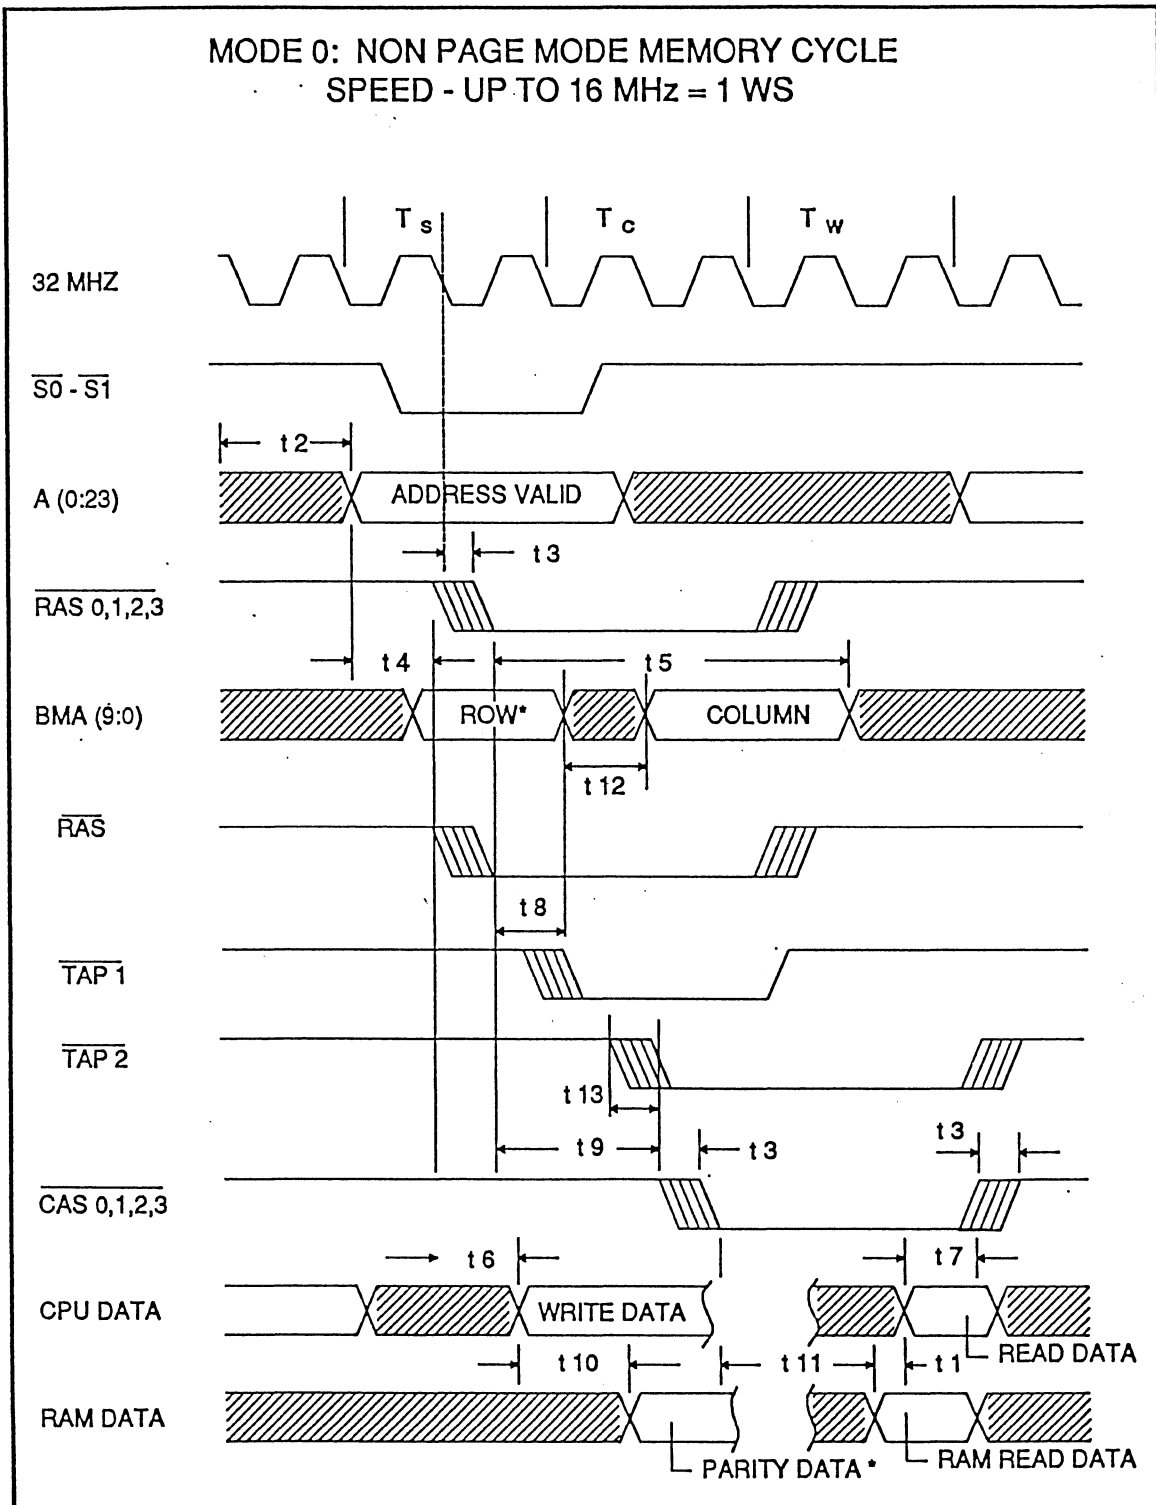 MODE 0: NON PAGE MODE MEMORY CYCLE
SPEED - UP TO 16 MHz = 1 WS
T s
T c
T w
32 MHZ
S0 - S1
t 2
A (0:23)
ADDRESS VALID
t 3
RAS 0,1,2,3
t 4
t 5
BMA (9:0)
ROW*
COLUMN
t 12
RAS
t 8
TAP 1
TAP 2
t 13
t 9
t 3
t 3
CAS 0,1,2,3
t 6
t 7
CPU DATA
WRITE DATA
READ DATA
t 10
t 11
t 1
RAM DATA
PARITY DATA *
RAM READ DATA